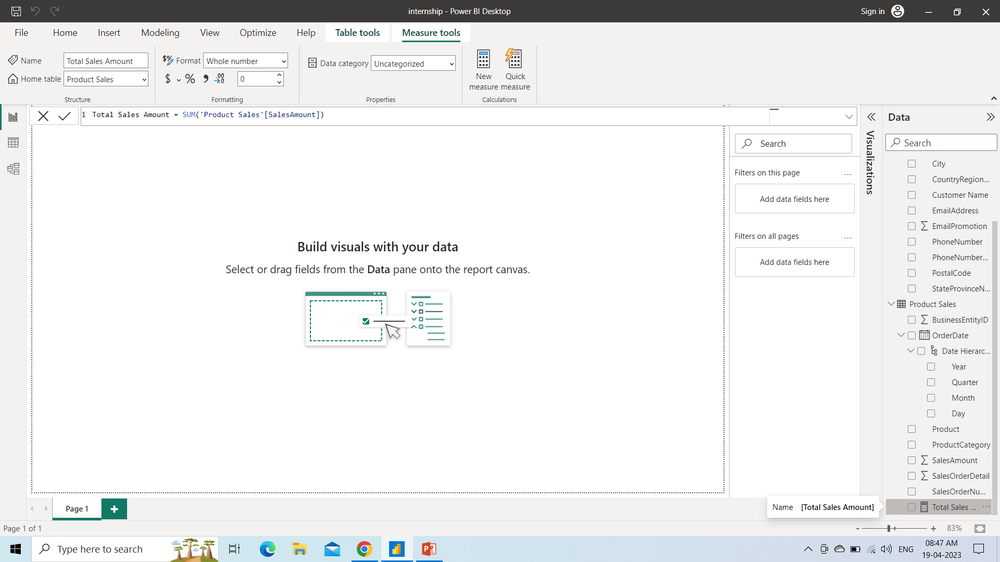 internship - Power BI Desktop
Sign in
File Home Insert Modeling View Optimize Help Table tools Measure tools
Name Total Sales Amount
Home table Product Sales
Structure
$% Format Whole number
$ % , .00 0
Formatting
Data category Uncategorized
Properties
New measure
Quick measure
Calculations
1 Total Sales Amount = SUM('Product Sales'[SalesAmount])
Build visuals with your data
Select or drag fields from the Data pane onto the report canvas.
Search
Filters on this page ...
Add data fields here
Filters on all pages ...
Add data fields here
Visualizations
Data
Search
City
CountryRegion...
Customer Name
EmailAddress
EmailPromotion
PhoneNumber
PhoneNumber...
PostalCode
StateProvinceN...
Product Sales
BusinessEntityID
OrderDate
Date Hierarc...
Year
Quarter
Month
Day
Product
ProductCategory
SalesAmount
SalesOrderDetail
SalesOrderNu...
Total Sales ... ...
Name [Total Sales Amount]
Page 1
+
Page 1 of 1
- + 83%
Type here to search
ENG
08:47 AM
19-04-2023